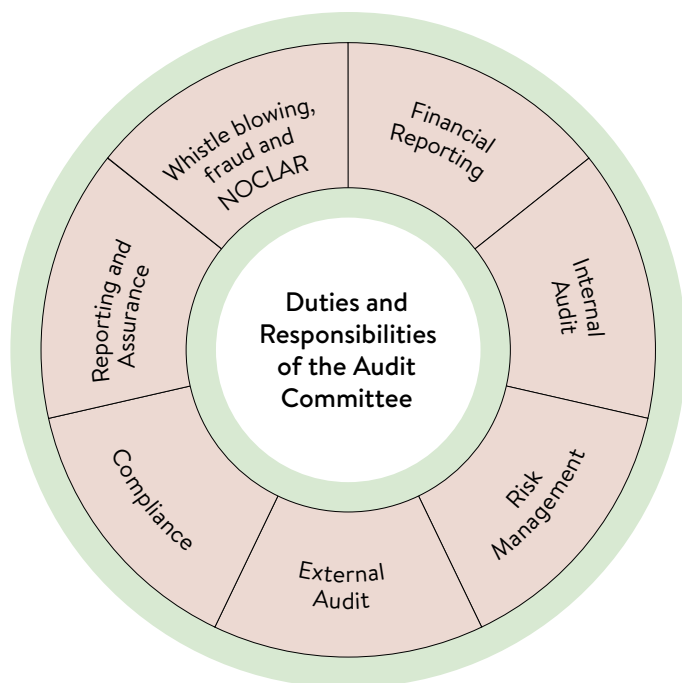 Duties and
Responsibilities
of the Audit
Committee
Financial
Reporting
Internal
Audit
Risk
Management
External
Audit
Compliance
Reporting and
Assurance
Whistle blowing,
fraud and
NOCLAR